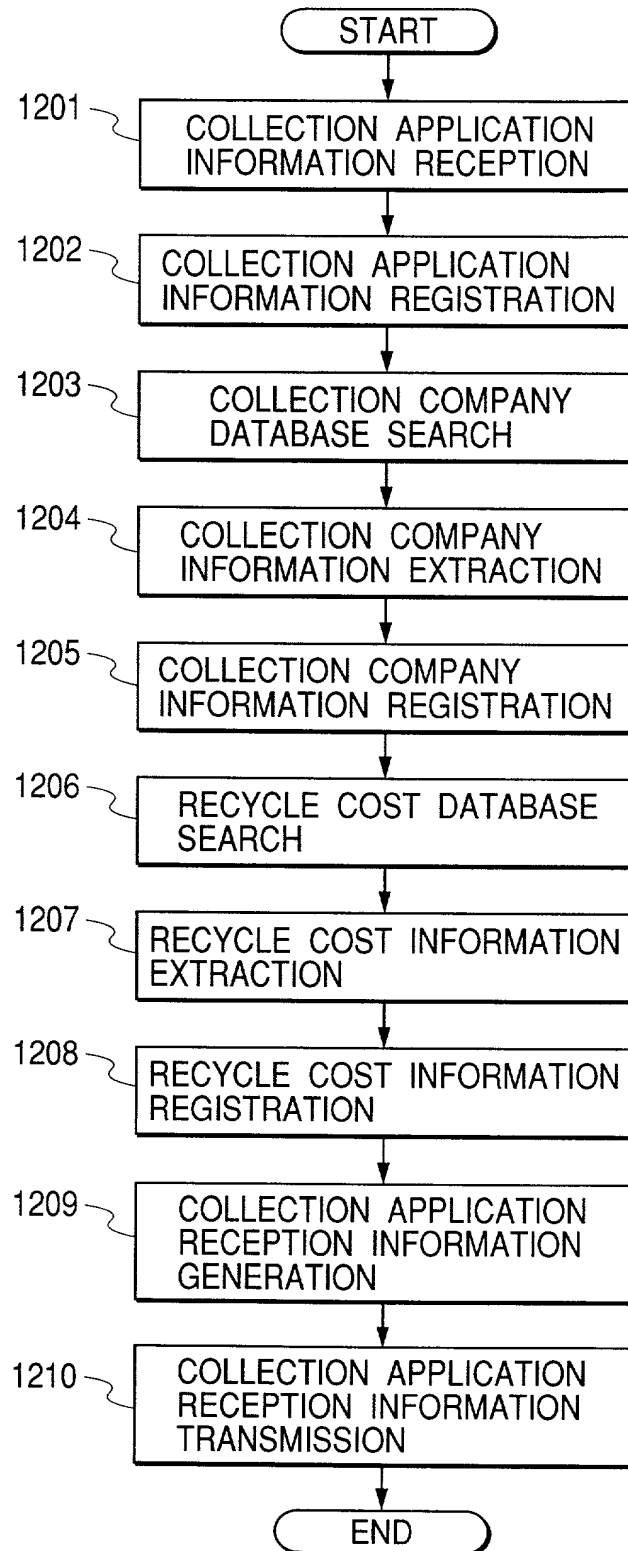 START
1201
COLLECTION APPLICATION
INFORMATION RECEPTION
1202
COLLECTION APPLICATION
INFORMATION REGISTRATION
1203
COLLECTION COMPANY
DATABASE SEARCH
1204
COLLECTION COMPANY
INFORMATION EXTRACTION
1205
COLLECTION COMPANY
INFORMATION REGISTRATION
1206
RECYCLE COST DATABASE
SEARCH
1207
RECYCLE COST INFORMATION
EXTRACTION
1208
RECYCLE COST INFORMATION
REGISTRATION
1209
COLLECTION APPLICATION
RECEPTION INFORMATION
GENERATION
1210
COLLECTION APPLICATION
RECEPTION INFORMATION
TRANSMISSION
END